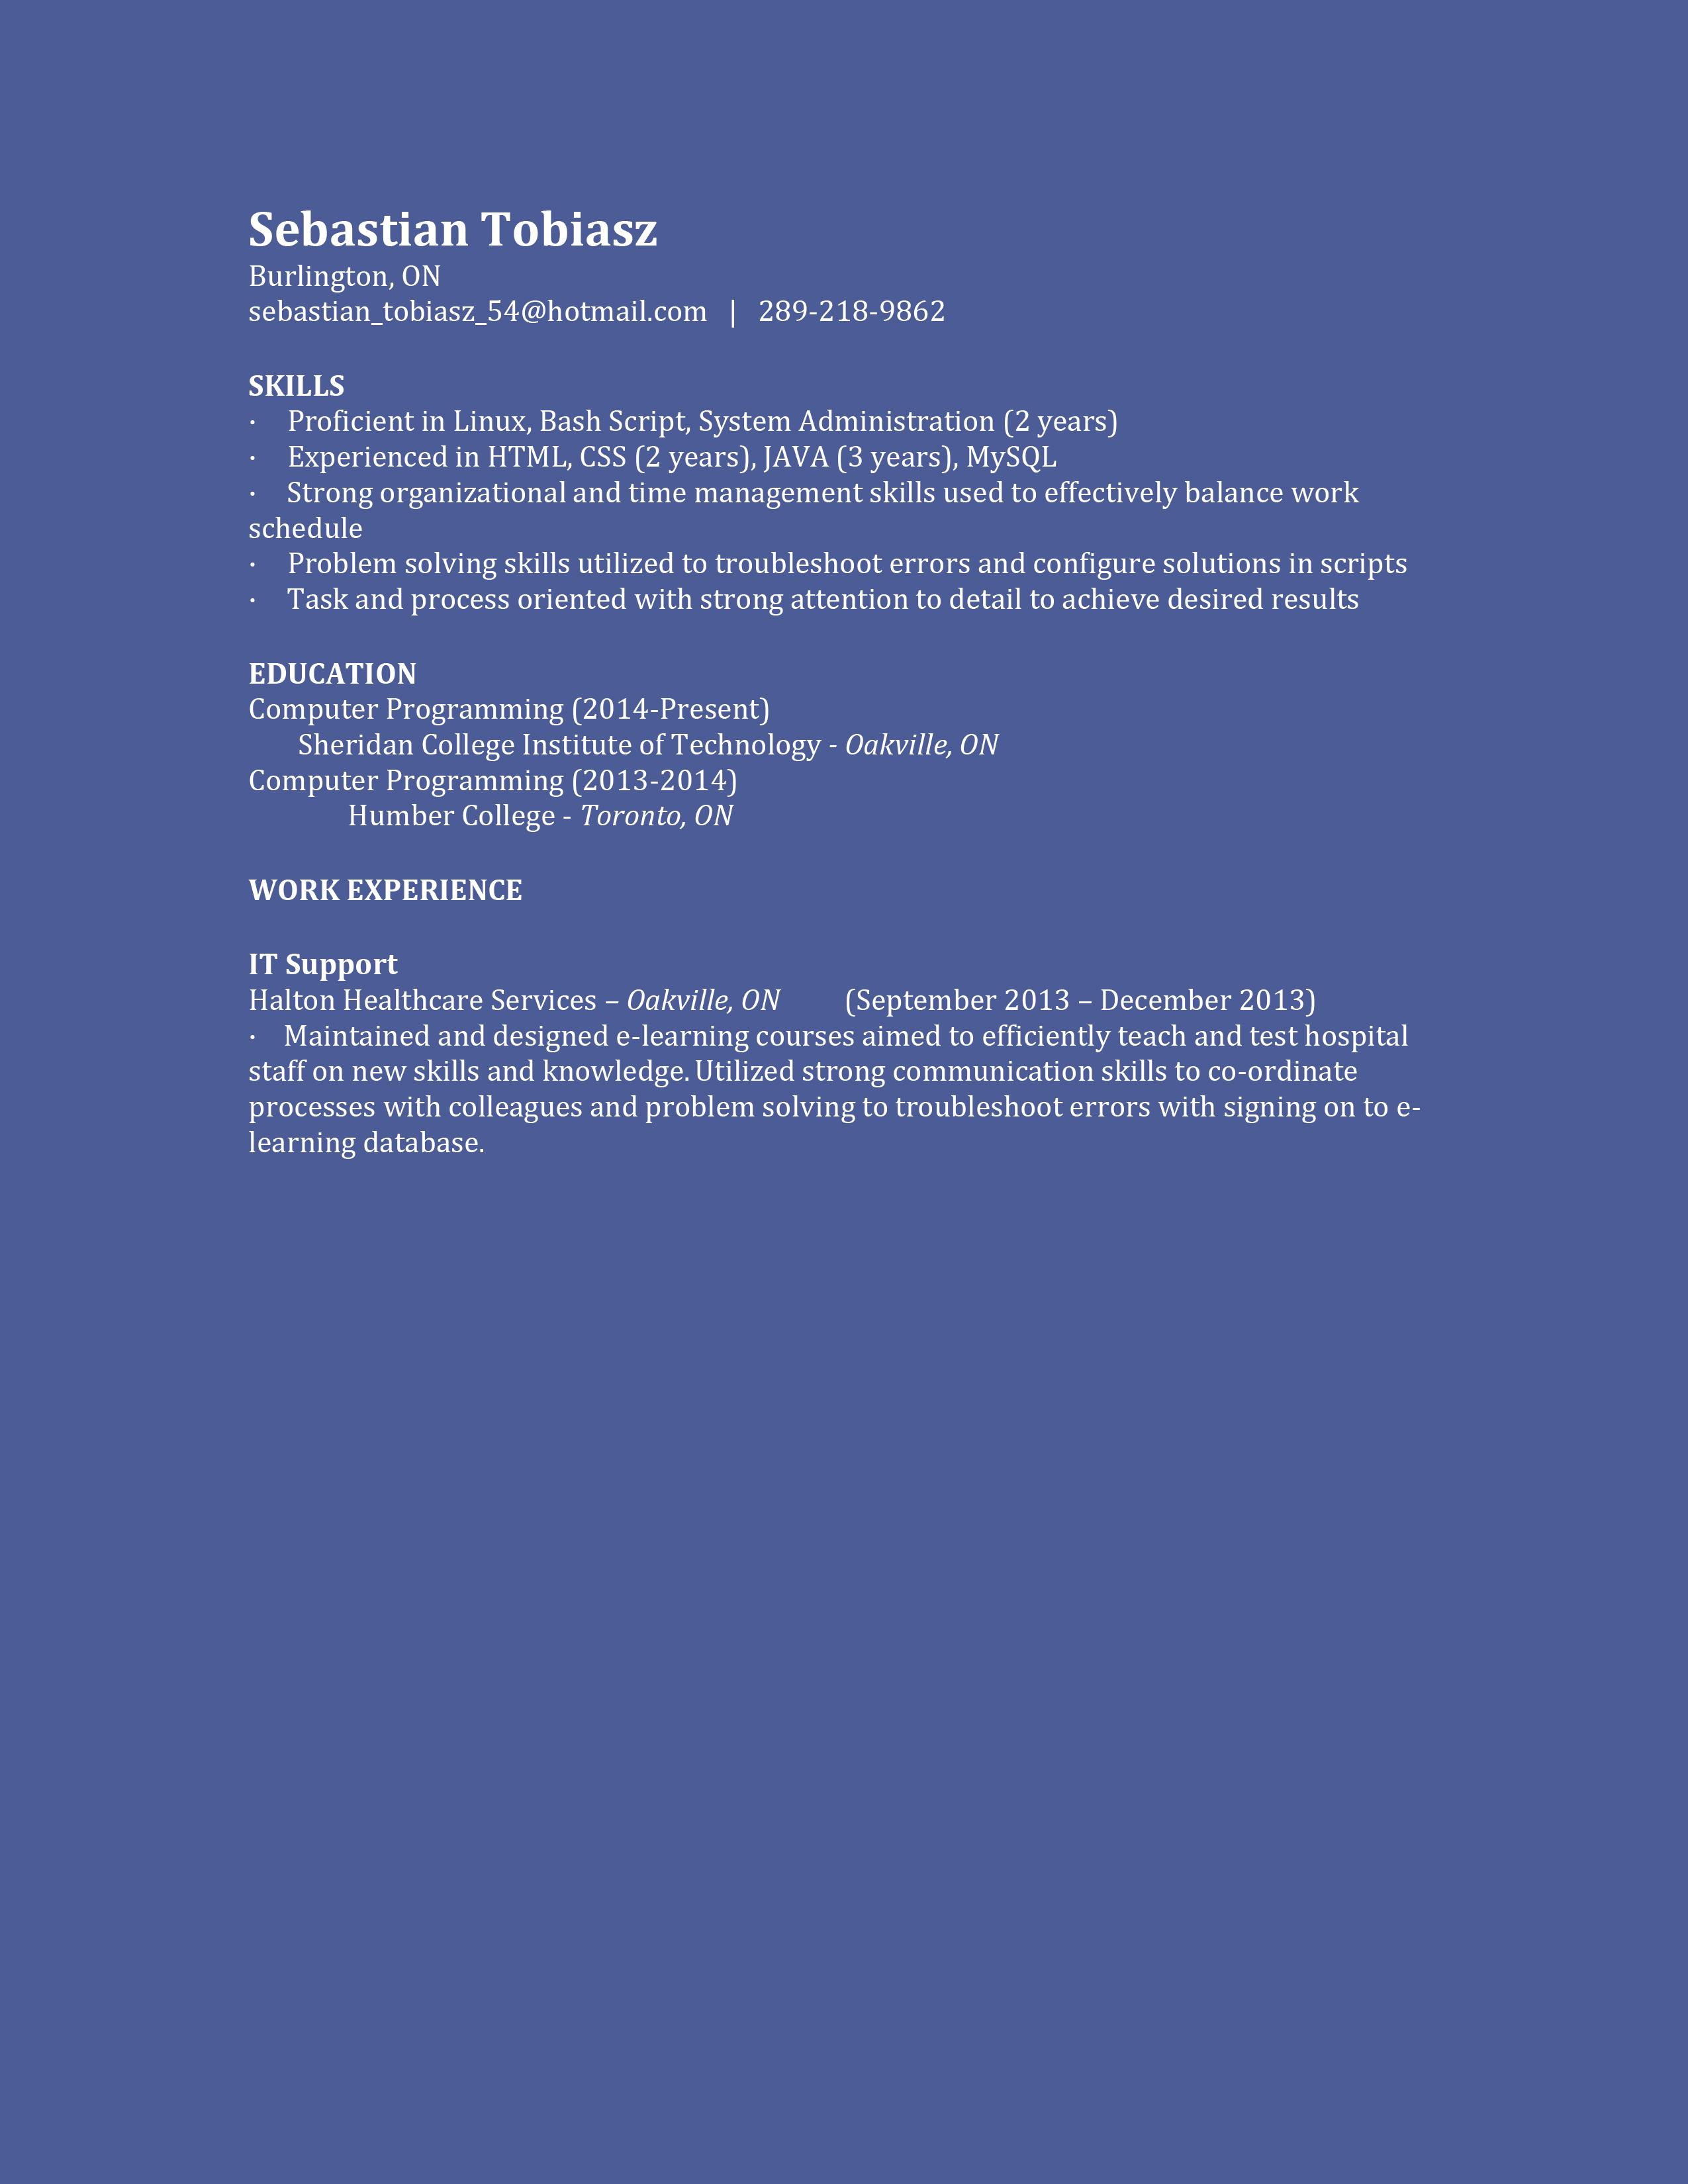 Sebastian Tobiasz
Burlington, ON
sebastian_tobiasz_54@hotmail.com | 289-218-9862
SKILLS
· Proficient in Linux, Bash Script, System Administration (2 years)
· Experienced in HTML, CSS (2 years), JAVA (3 years), MySQL
· Strong organizational and time management skills used to effectively balance work
schedule
· Problem solving skills utilized to troubleshoot errors and configure solutions in scripts
· Task and process oriented with strong attention to detail to achieve desired results
EDUCATION
Computer Programming (2014-Present)
Sheridan College Institute of Technology - Oakville, ON
Computer Programming (2013-2014)
Humber College - Toronto, ON
WORK EXPERIENCE
IT Support
Halton Healthcare Services – Oakville, ON (September 2013 – December 2013)
· Maintained and designed e-learning courses aimed to efficiently teach and test hospital
staff on new skills and knowledge. Utilized strong communication skills to co-ordinate
processes with colleagues and problem solving to troubleshoot errors with signing on to e-
learning database.